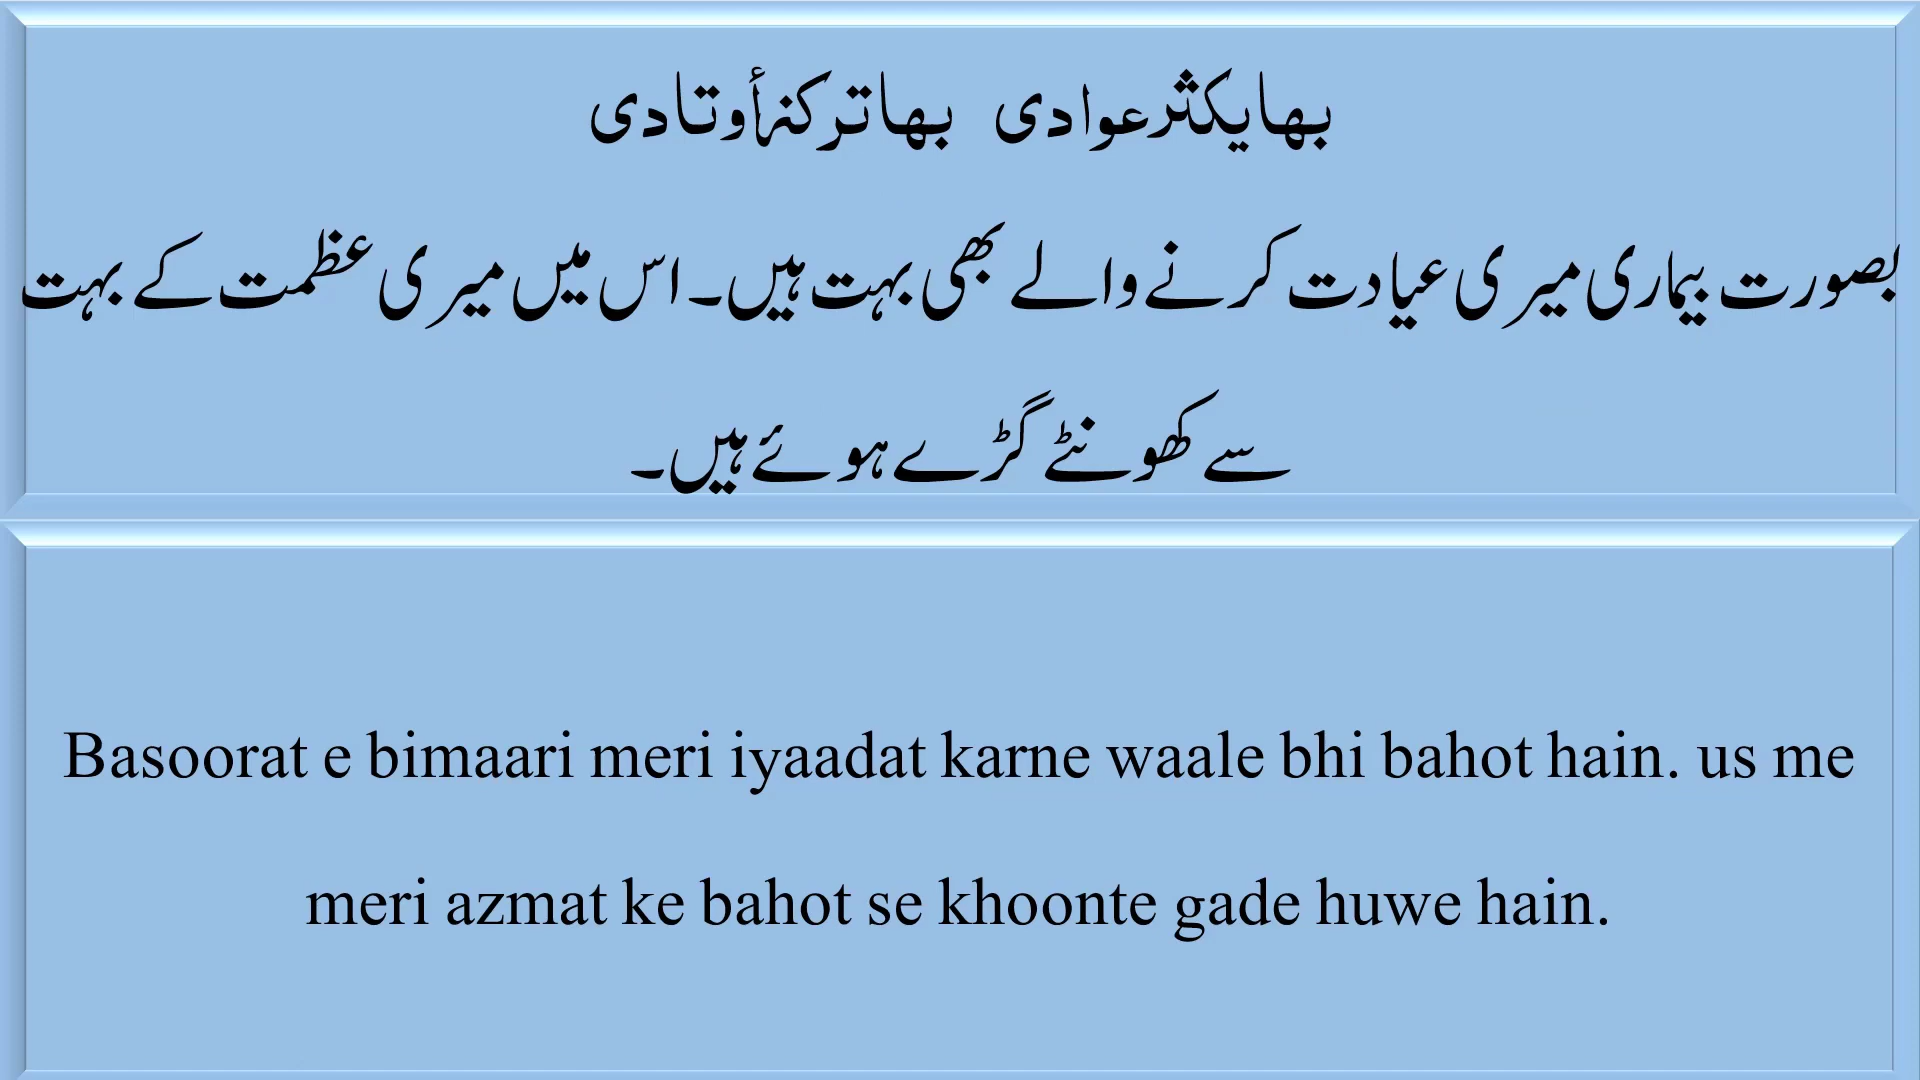 بھایکثرعوادی بھاترکنہأوتادی
بصورت بیماری میری عیادت کرنے والے بھی بہت ہیں۔ اس میں میری عظمت کے بہت
سے کھونٹے گڑے ہوئے ہیں۔
Basoorat e bimaari meri iyaadat karne waale bhi bahot hain. us me
meri azmat ke bahot se khoonte gade huwe hain.